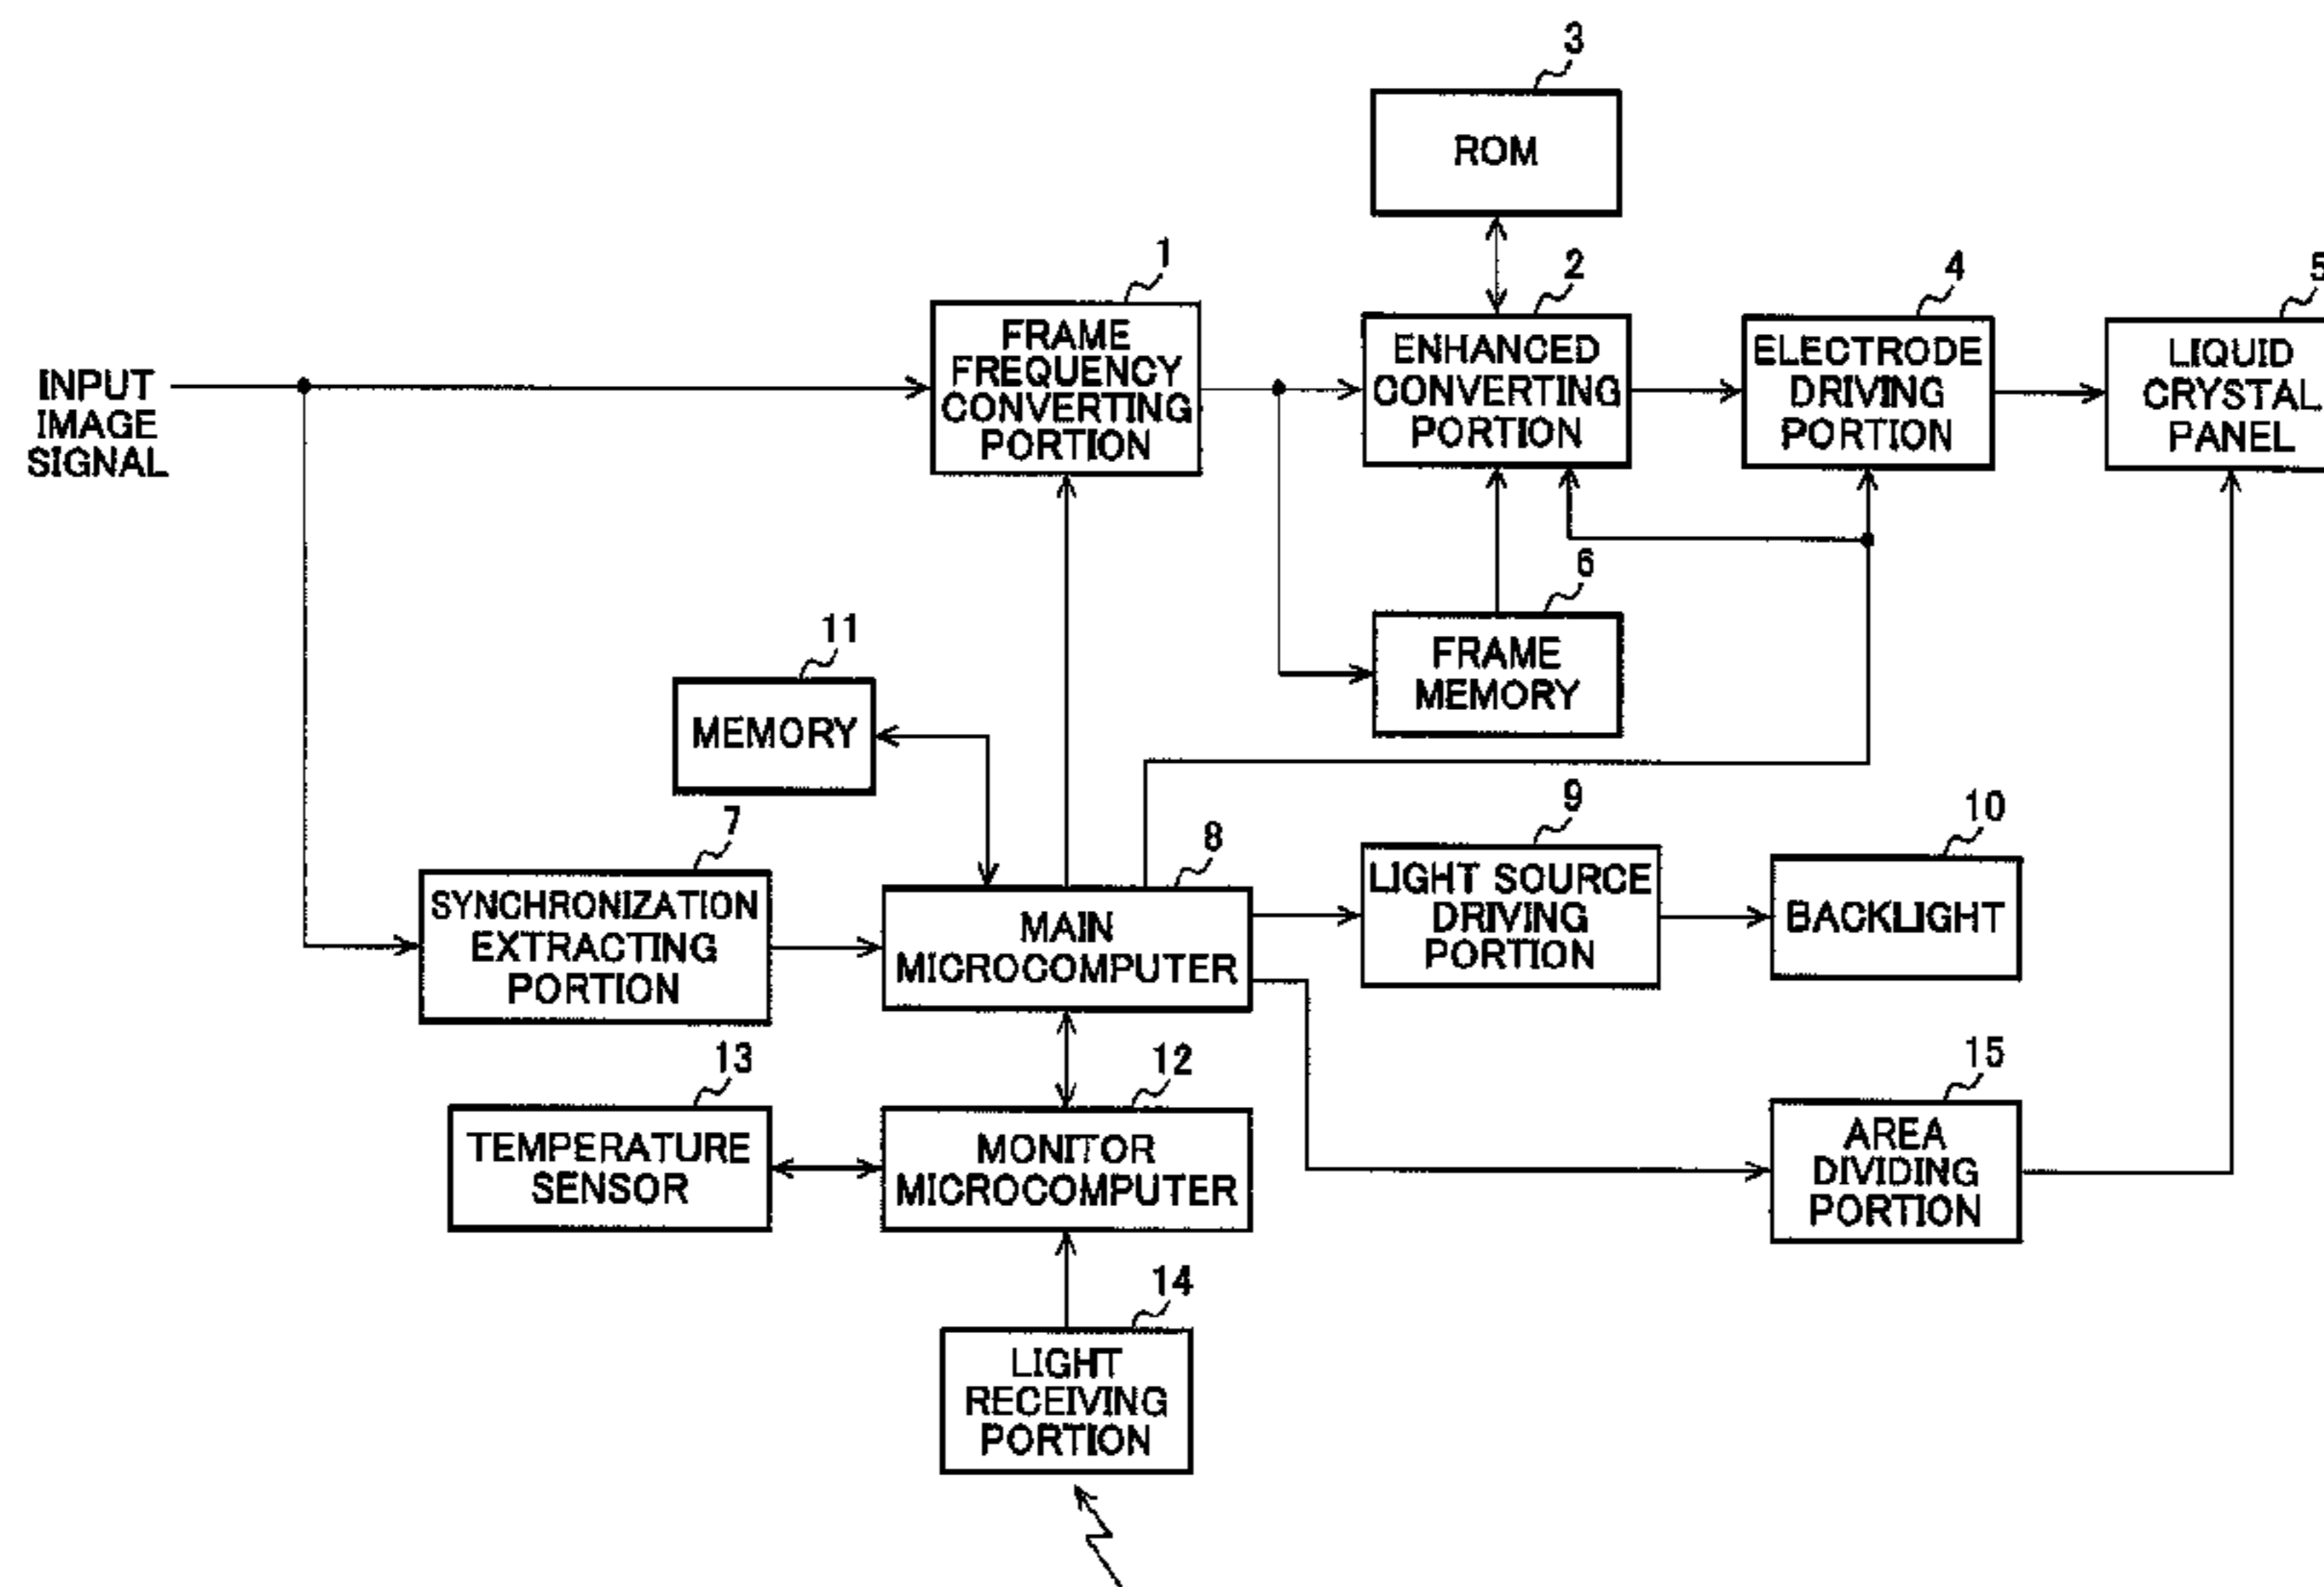 3
ROM
1
FRAME
FREQUENCY
CONVERTING
PORTION
2
ENHANCED
CONVERTING
PORTION
4
ELECTRODE
DRIVING
PORTION
5
LIQUID
CRYSTAL
PANEL
INPUT
IMAGE
SIGNAL
6
FRAME
MEMORY
11
MEMORY
7
SYNCHRONIZATION
EXTRACTING
PORTION
8
MAIN
MICROCOMPUTER
9
LIGHT SOURCE
DRIVING
PORTION
10
BACKLIGHT
13
TEMPERATURE
SENSOR
12
MONITOR
MICROCOMPUTER
15
AREA
DIVIDING
PORTION
14
LIGHT
RECEIVING
PORTION